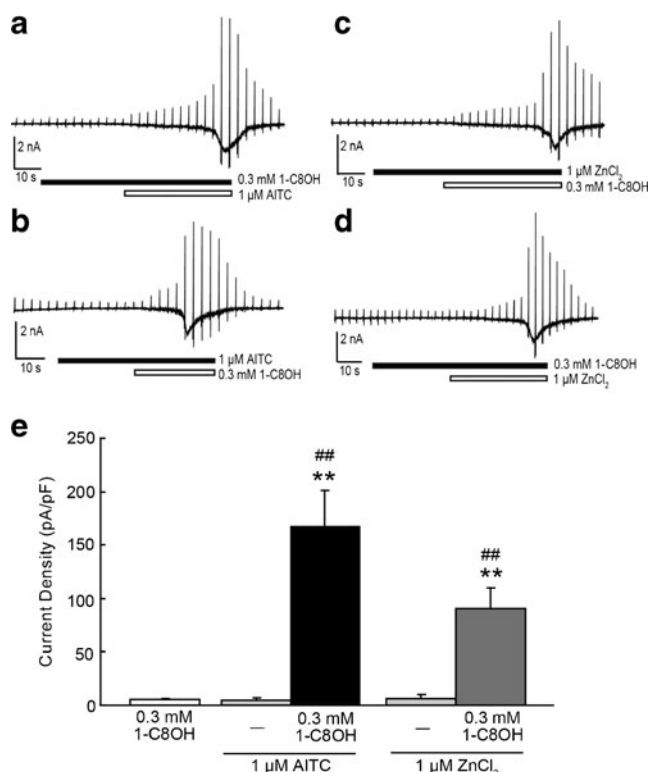 a
2 nA
10 s
0.3 mM 1-C8OH
1 µM AITC
b
2 nA
10 s
1 µM AITC
0.3 mM 1-C8OH
c
2 nA
10 s
1 µM ZnCl₂
0.3 mM 1-C8OH
d
2 nA
10 s
0.3 mM 1-C8OH
1 µM ZnCl₂
e
Current Density (pA/pF)
250
200
150
100
50
0
##
**
##
**
0.3 mM
1-C8OH
—
0.3 mM
1-C8OH
—
0.3 mM
1-C8OH
1 µM AITC
1 µM ZnCl₂